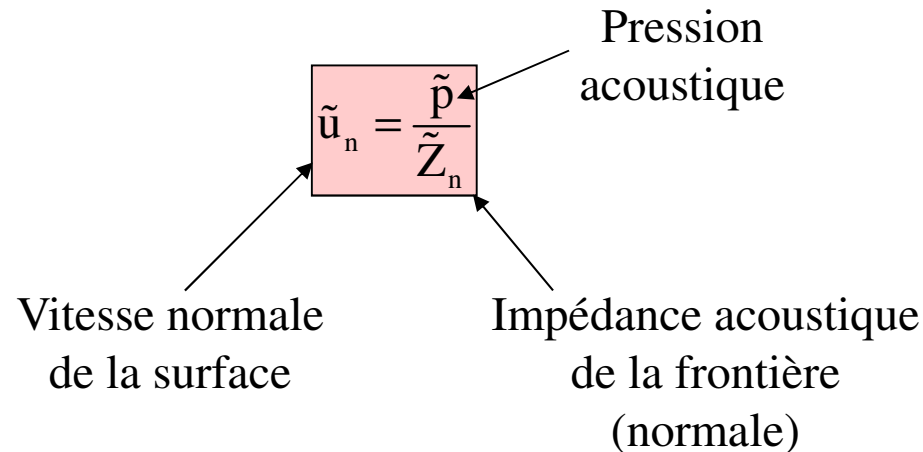 Pression
acoustique
ũₙ = p̃ / Z̃ₙ
Vitesse normale
de la surface
Impédance acoustique
de la frontière
(normale)